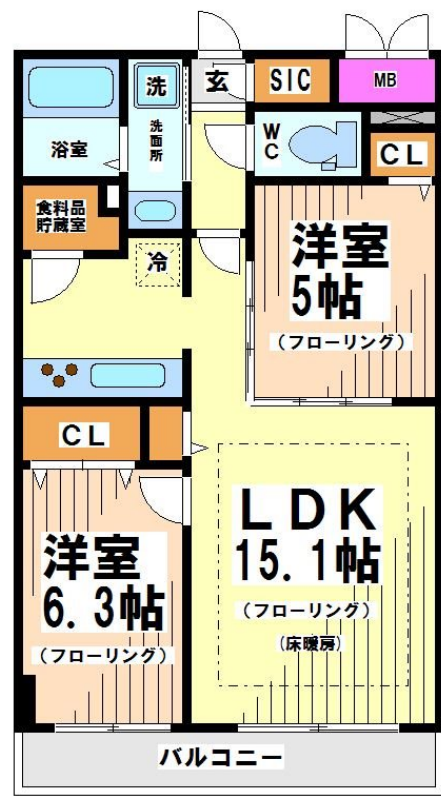 洗
玄
SIC
MB
浴室
洗面所
WC
CL
食料品
貯蔵室
冷
洋室
5帖
(フローリング)
CL
LDK
15.1帖
(フローリング)
(床暖房)
洋室
6.3帖
(フローリング)
バルコニー